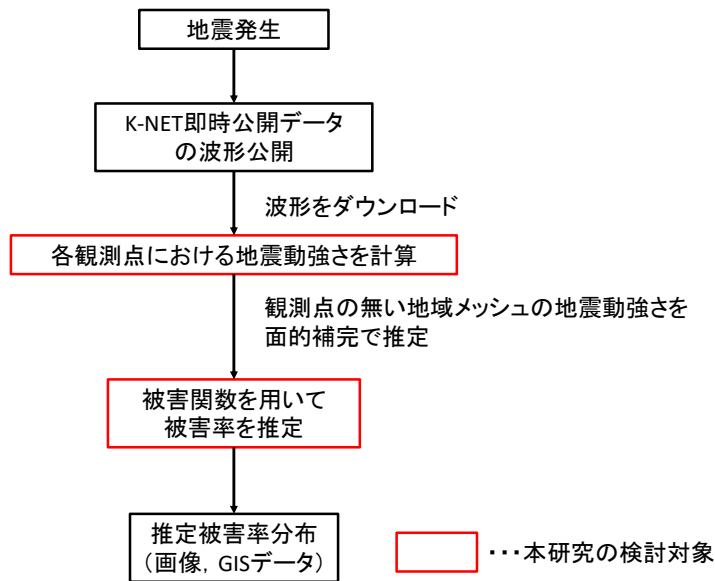 地震発生
K-NET即時公開データ
の波形公開
波形をダウンロード
各観測点における地震動強さを計算
観測点の無い地域メッシュの地震動強さを
面的補完で推定
被害関数を用いて
被害率を推定
推定被害率分布
（画像，GISデータ）
・・・本研究の検討対象